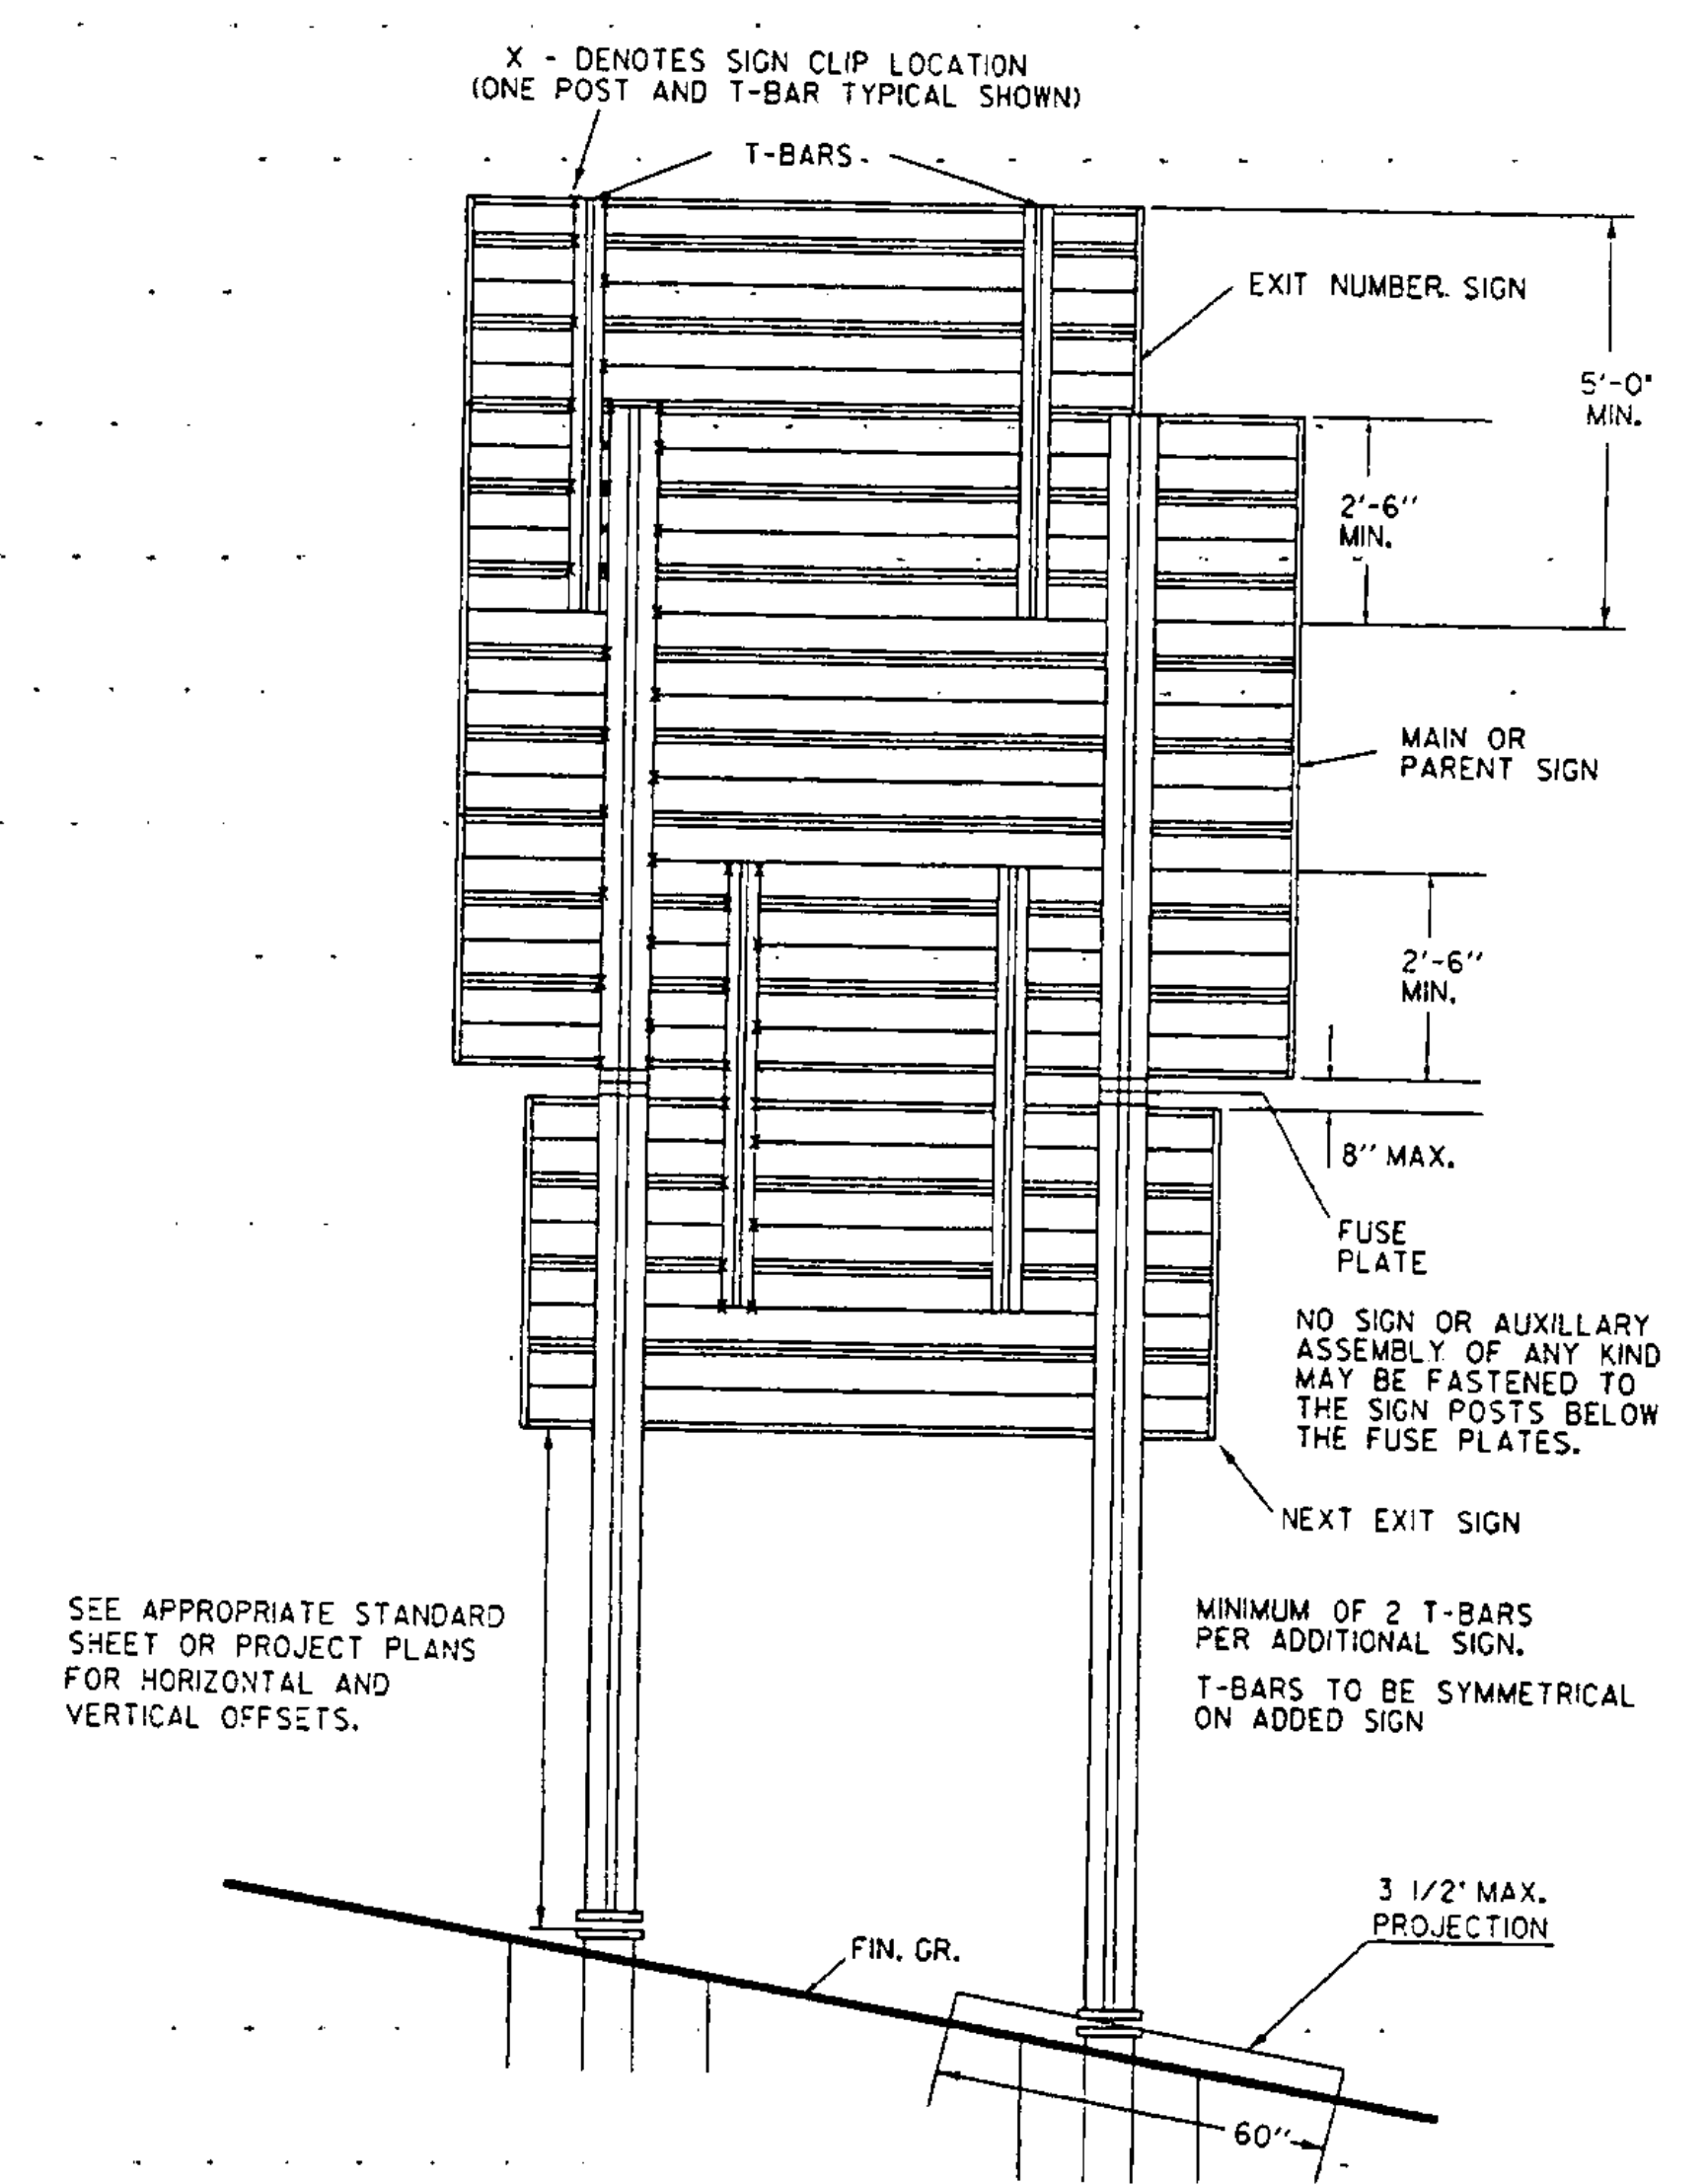 X - DENOTES SIGN CLIP LOCATION
(ONE POST AND T-BAR TYPICAL SHOWN)
T-BARS
EXIT NUMBER SIGN
5'-0"
MIN.
2'-6"
MIN.
MAIN OR
PARENT SIGN
2'-6"
MIN.
8" MAX.
FUSE
PLATE
NO SIGN OR AUXILLARY
ASSEMBLY OF ANY KIND
MAY BE FASTENED TO
THE SIGN POSTS BELOW
THE FUSE PLATES.
NEXT EXIT SIGN
SEE APPROPRIATE STANDARD
SHEET OR PROJECT PLANS
FOR HORIZONTAL AND
VERTICAL OFFSETS.
MINIMUM OF 2 T-BARS
PER ADDITIONAL SIGN.
T-BARS TO BE SYMMETRICAL
ON ADDED SIGN
3 1/2" MAX.
PROJECTION
FIN. GR.
60"